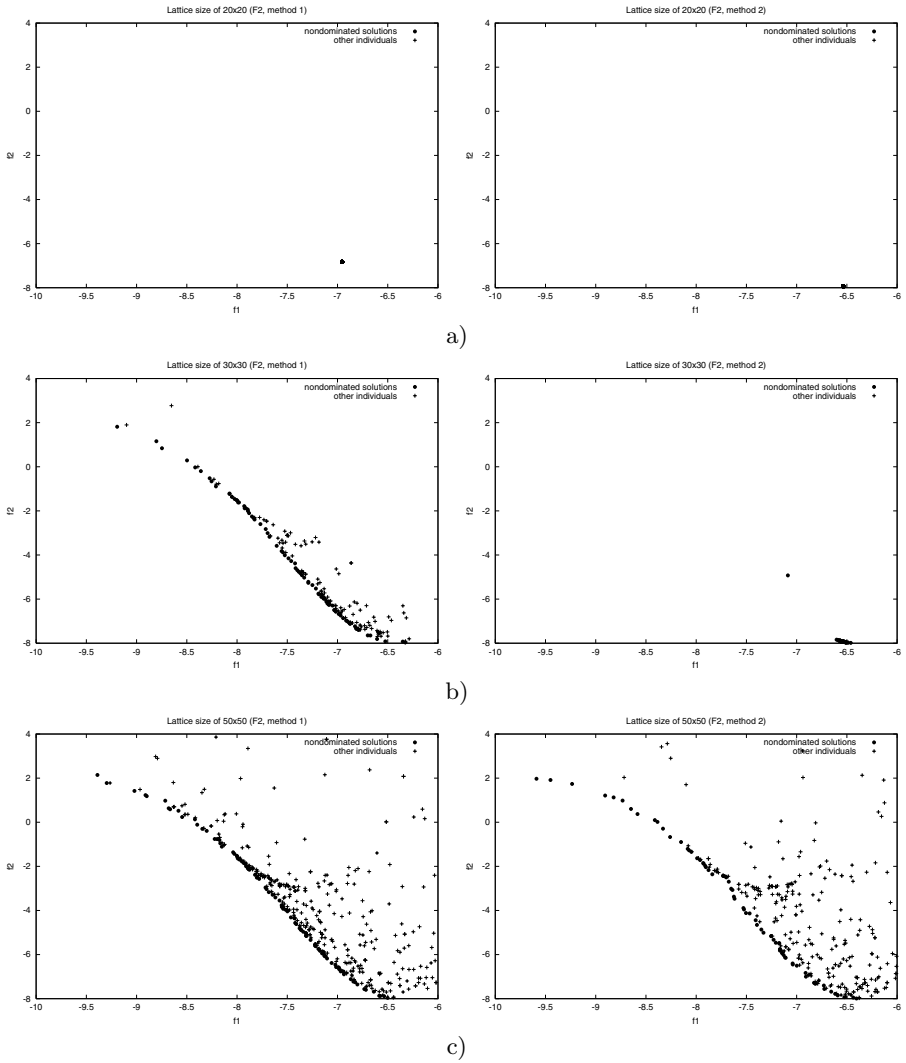 Lattice size of 20x20 (F2, method 1)
4
2
0
-2
-4
-6
-8
f2
-10
-9.5
-9
-8.5
-8
-7.5
-7
-6.5
-6
f1
nondominated solutions
other individuals
Lattice size of 20x20 (F2, method 2)
4
2
0
-2
-4
-6
-8
f2
-10
-9.5
-9
-8.5
-8
-7.5
-7
-6.5
-6
f1
nondominated solutions
other individuals
a)
Lattice size of 30x30 (F2, method 1)
4
2
0
-2
-4
-6
-8
f2
-10
-9.5
-9
-8.5
-8
-7.5
-7
-6.5
-6
f1
nondominated solutions
other individuals
Lattice size of 30x30 (F2, method 2)
4
2
0
-2
-4
-6
-8
f2
-10
-9.5
-9
-8.5
-8
-7.5
-7
-6.5
-6
f1
nondominated solutions
other individuals
b)
Lattice size of 50x50 (F2, method 1)
4
2
0
-2
-4
-6
-8
f2
-10
-9.5
-9
-8.5
-8
-7.5
-7
-6.5
-6
f1
nondominated solutions
other individuals
Lattice size of 50x50 (F2, method 2)
4
2
0
-2
-4
-6
-8
f2
-10
-9.5
-9
-8.5
-8
-7.5
-7
-6.5
-6
f1
nondominated solutions
other individuals
c)